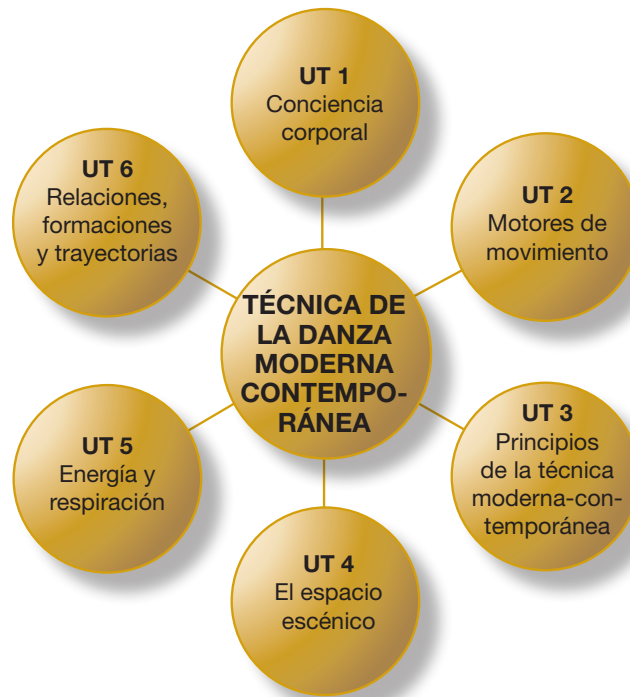 UT 1
Conciencia
corporal
UT 2
Motores de
movimiento
UT 3
Principios
de la técnica
moderna-con-
temporánea
UT 4
El espacio
escénico
UT 5
Energía y
respiración
UT 6
Relaciones,
formaciones
y trayectorias
TÉCNICA DE
LA DANZA
MODERNA
CONTEMPO-
RÁNEA